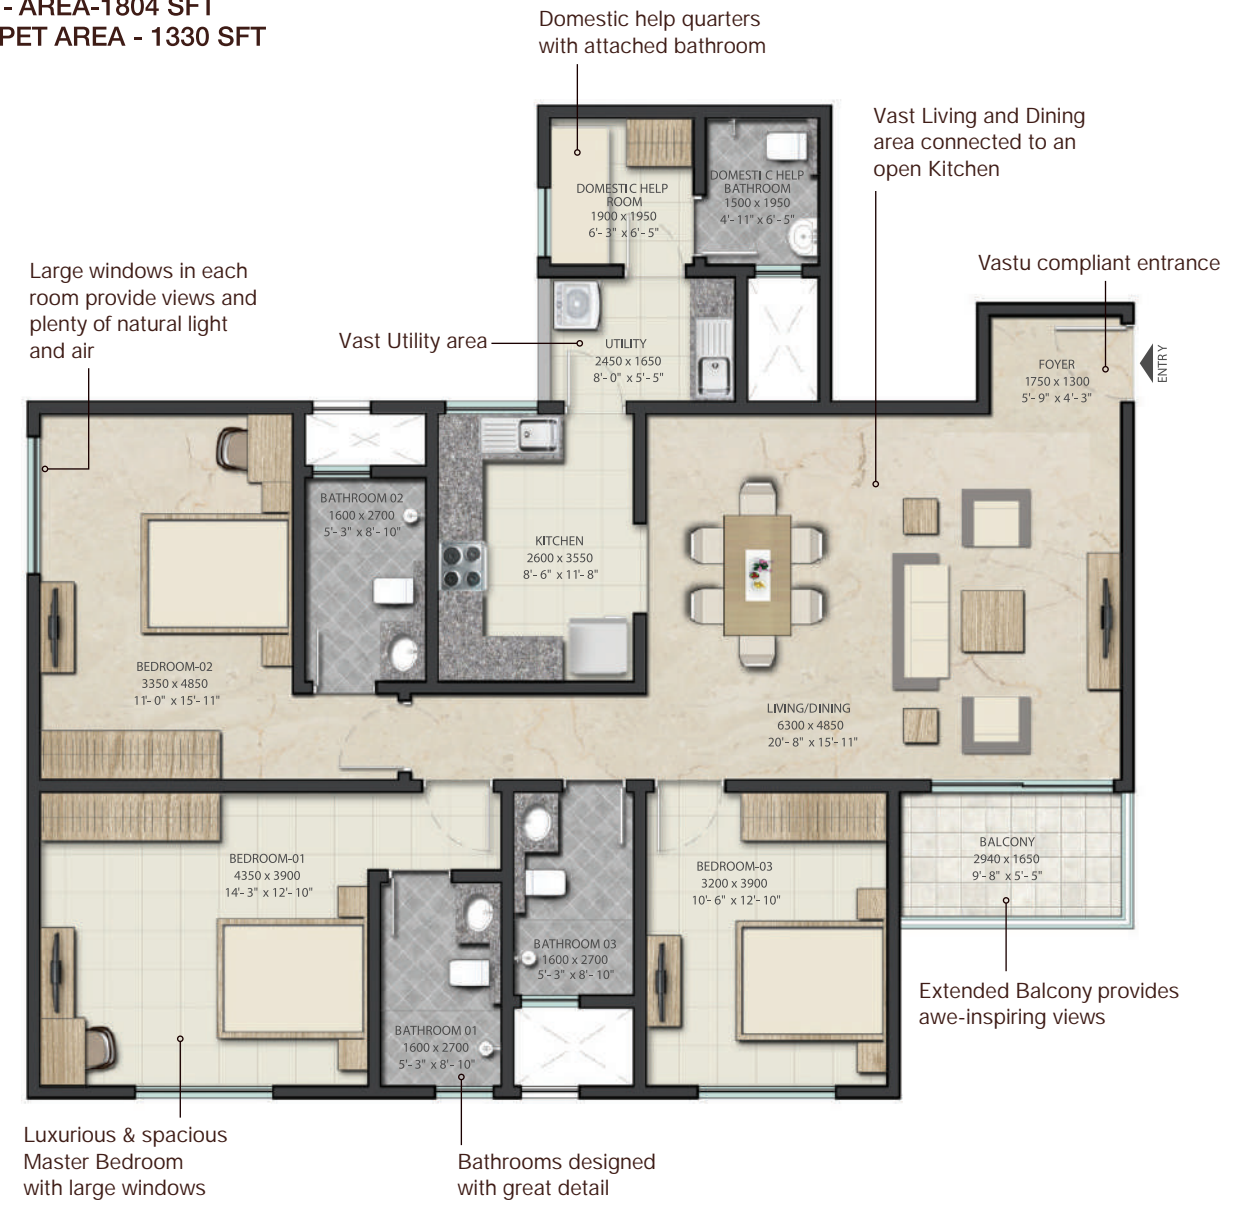 - AREA-1804 SFT
PET AREA - 1330 SFT
Domestic help quarters
with attached bathroom
Vast Living and Dining
area connected to an
open Kitchen
DOMESTIC HELP
ROOM
1900 x 1950
6'- 3" x 6'- 5"
DOMESTIC HELP
BATHROOM
1500 x 1950
4'- 11" x 6'- 5"
Vastu compliant entrance
Large windows in each
room provide views and
plenty of natural light
and air
Vast Utility area
UTILITY
2450 x 1650
8'- 0" x 5'- 5"
FOYER
1750 x 1300
5'- 9" x 4'- 3"
ENTRY
BATHROOM 02
1600 x 2700
5'- 3" x 8'- 10"
KITCHEN
2600 x 3550
8'- 6" x 11'- 8"
BEDROOM-02
3350 x 4850
11'- 0" x 15'- 11"
LIVING/DINING
6300 x 4850
20'- 8" x 15'- 11"
BEDROOM-01
4350 x 3900
14'- 3" x 12'- 10"
BEDROOM-03
3200 x 3900
10'- 6" x 12'- 10"
BALCONY
2940 x 1650
9'- 8" x 5'- 5"
BATHROOM 03
1600 x 2700
5'- 3" x 8'- 10"
BATHROOM 01
1600 x 2700
5'- 3" x 8'- 10"
Extended Balcony provides
awe-inspiring views
Luxurious & spacious
Master Bedroom
with large windows
Bathrooms designed
with great detail